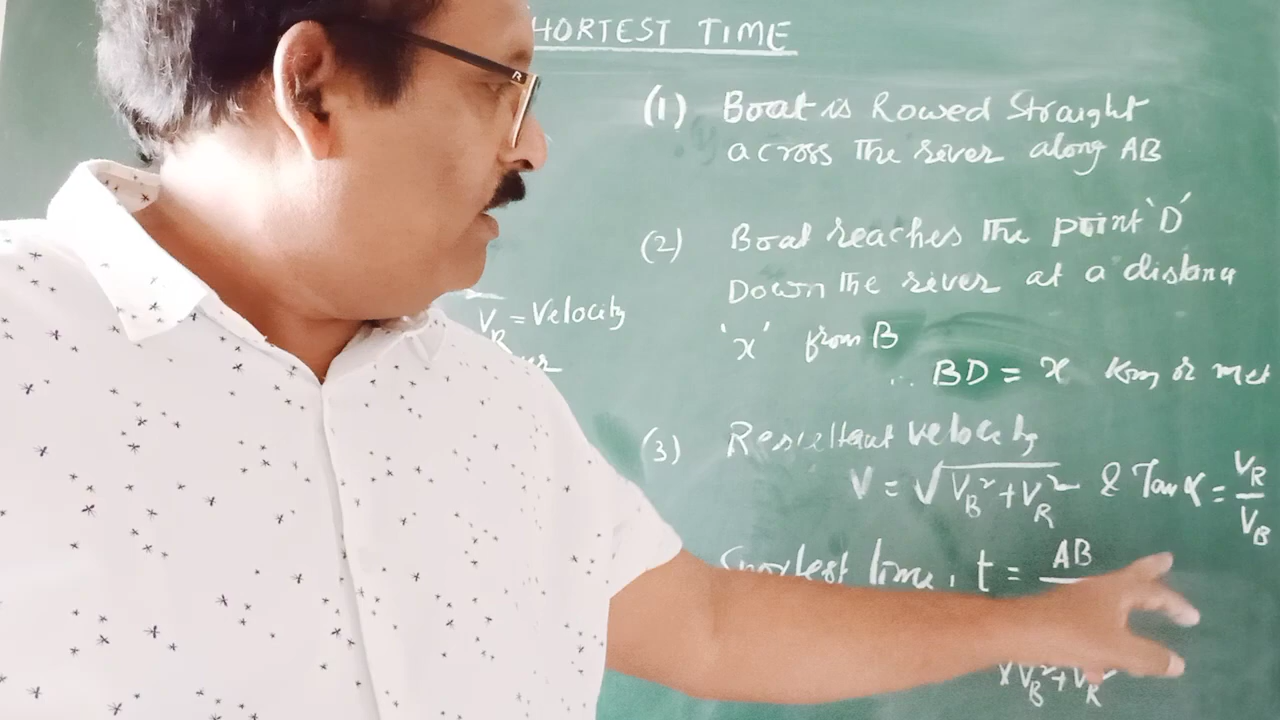 HORTEST TIME
(1) Boat is Rowed Straight
across the river along AB
(2) Boat reaches the point 'D'
Down the river at a distanc
'x' from B
∴ BD = x Km or met
V_R = Velocity
(3) Resultant velocity
V = √(V_B² + V_R²) & Tan α = V_R/V_B
Shortest time, t = AB
√V_B² + V_R²